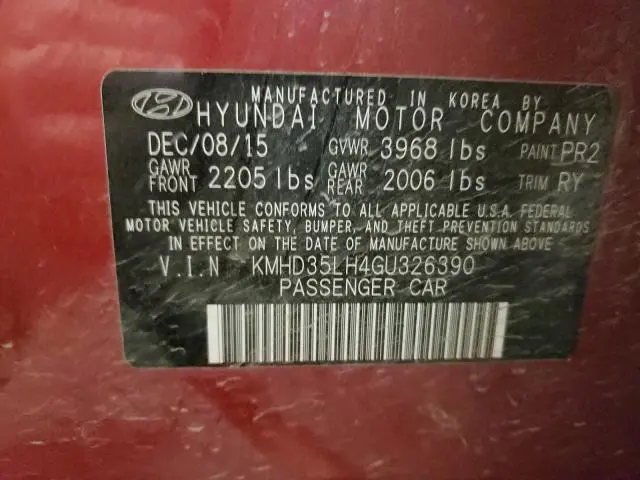 MANUFACTURED IN KOREA BY
HYUNDAI MOTOR COMPANY
DEC/08/15 GVWR 3968 lbs PAINT PR2
GAWR FRONT 2205 lbs GAWR REAR 2006 lbs TRIM RY
THIS VEHICLE CONFORMS TO ALL APPLICABLE U.S.A. FEDERAL
MOTOR VEHICLE SAFETY, BUMPER, AND THEFT PREVENTION STANDARDS
IN EFFECT ON THE DATE OF MANUFACTURE SHOWN ABOVE
V.I.N KMHD35LH4GU326390
PASSENGER CAR